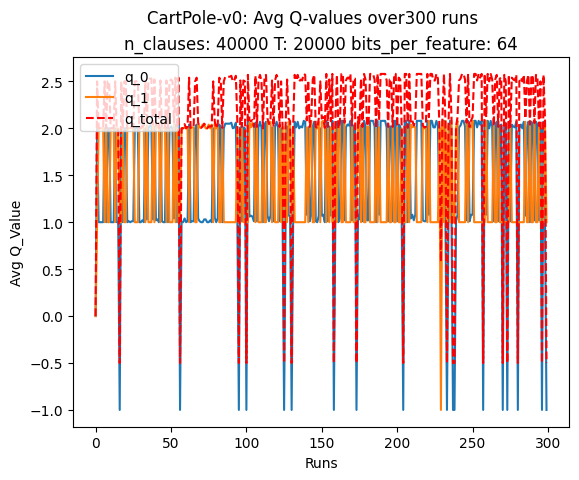 CartPole-v0: Avg Q-values over300 runs
n_clauses: 40000 T: 20000 bits_per_feature: 64
q_0
q_1
q_total
Avg Q_Value
2.5
2.0
1.5
1.0
0.5
0.0
−0.5
−1.0
0 50 100 150 200 250 300
Runs